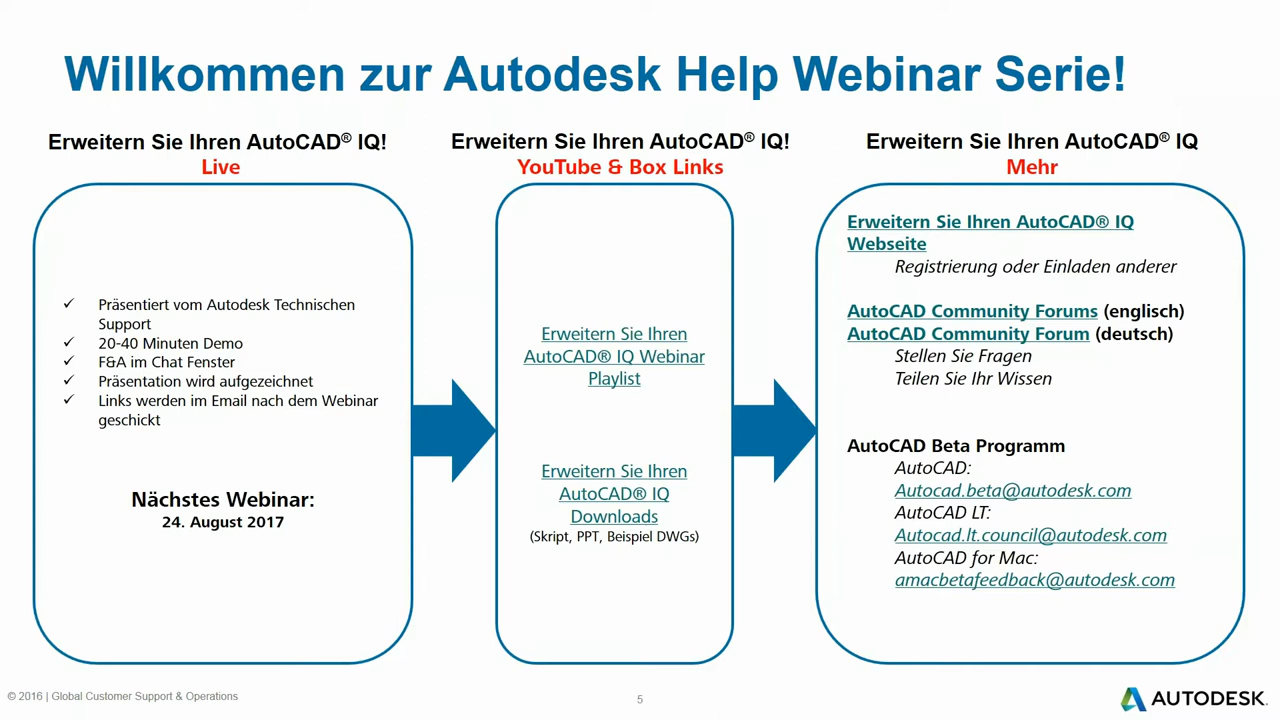 Willkommen zur Autodesk Help Webinar Serie!
Erweitern Sie Ihren AutoCAD® IQ!
Live
Präsentiert vom Autodesk Technischen
Support
20-40 Minuten Demo
F&A im Chat Fenster
Präsentation wird aufgezeichnet
Links werden im Email nach dem Webinar
geschickt
Nächstes Webinar:
24. August 2017
Erweitern Sie Ihren AutoCAD® IQ!
YouTube & Box Links
Erweitern Sie Ihren
AutoCAD® IQ Webinar
Playlist
Erweitern Sie Ihren
AutoCAD® IQ
Downloads
(Skript, PPT, Beispiel DWGs)
Erweitern Sie Ihren AutoCAD® IQ
Mehr
Erweitern Sie Ihren AutoCAD® IQ
Webseite
Registrierung oder Einladen anderer
AutoCAD Community Forums (englisch)
AutoCAD Community Forum (deutsch)
Stellen Sie Fragen
Teilen Sie Ihr Wissen
AutoCAD Beta Programm
AutoCAD:
Autocad.beta@autodesk.com
AutoCAD LT:
Autocad.lt.council@autodesk.com
AutoCAD for Mac:
amacbetafeedback@autodesk.com
© 2016 | Global Customer Support & Operations
5
AUTODESK.